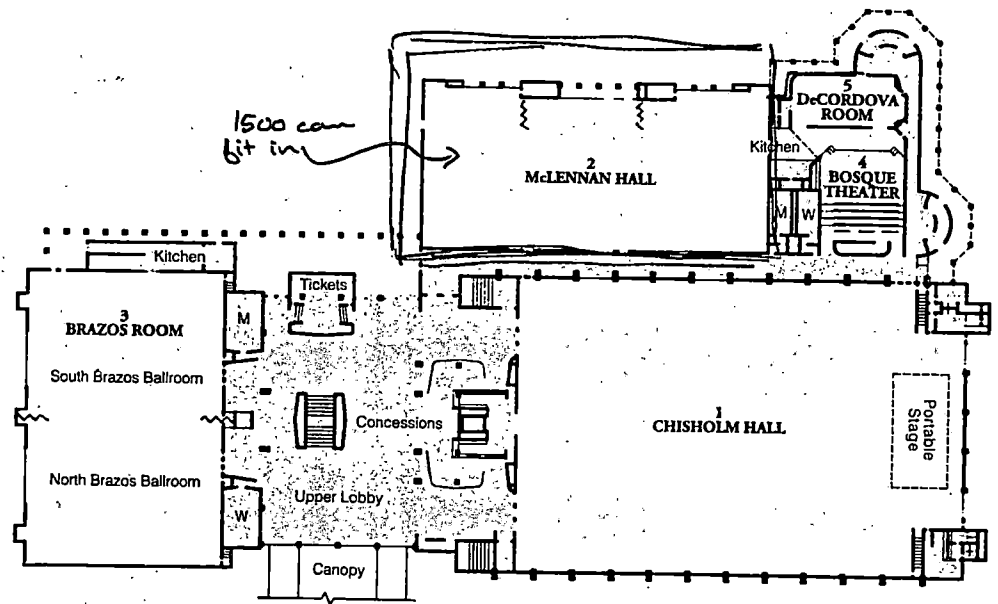 5
DeCORDOVA
ROOM
1500 can
fit in
Kitchen
2
McLENNAN HALL
4
BOSQUE
THEATER
M W
Kitchen
Tickets
3
BRAZOS ROOM
M
South Brazos Ballroom
Concessions
1
CHISHOLM HALL
Portable
Stage
North Brazos Ballroom
Upper Lobby
W
Canopy